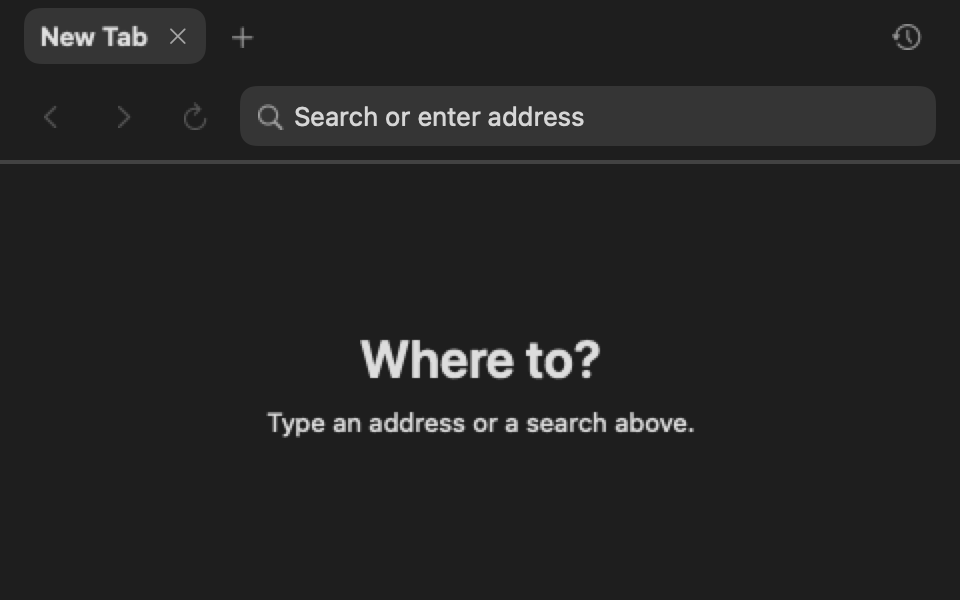 New Tab
Search or enter address
Where to?
Type an address or a search above.